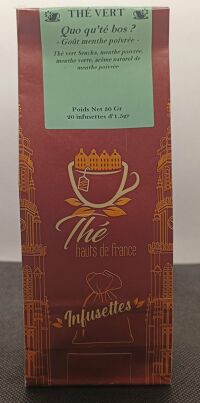 THÉ VERT
Quo qu'té bos ?
- Goût menthe poivrée -
Thé vert Sencha, menthe poivrée,
menthe verte, arôme naturel de
menthe poivrée
Poids Net 30 Gr
20 infusettes d'1.5gr
Thé
hauts de france
Infusettes